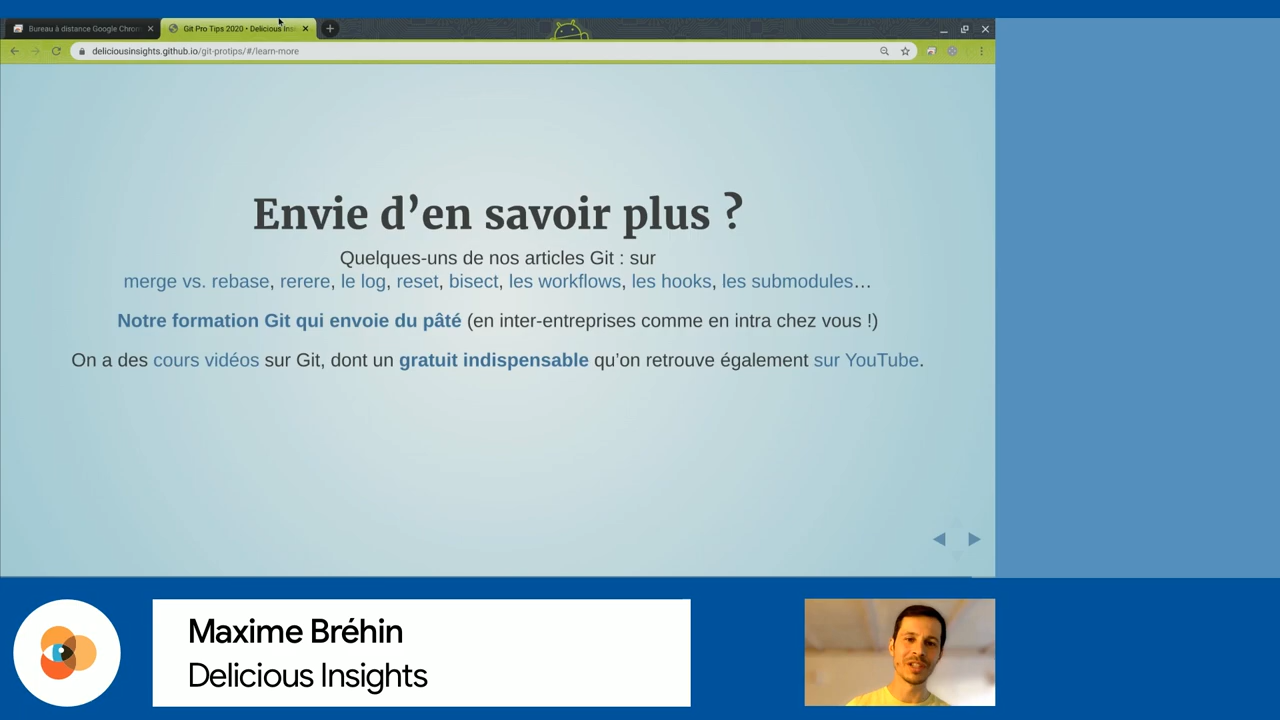 Bureau à distance Google Chrom
Git Pro Tips 2020 • Delicious Insi
deliciousinsights.github.io/git-protips/#/learn-more
Envie d’en savoir plus ?
Quelques-uns de nos articles Git : sur
merge vs. rebase, rerere, le log, reset, bisect, les workflows, les hooks, les submodules…
Notre formation Git qui envoie du pâté (en inter-entreprises comme en intra chez vous !)
On a des cours vidéos sur Git, dont un gratuit indispensable qu’on retrouve également sur YouTube.
Maxime Bréhin
Delicious Insights